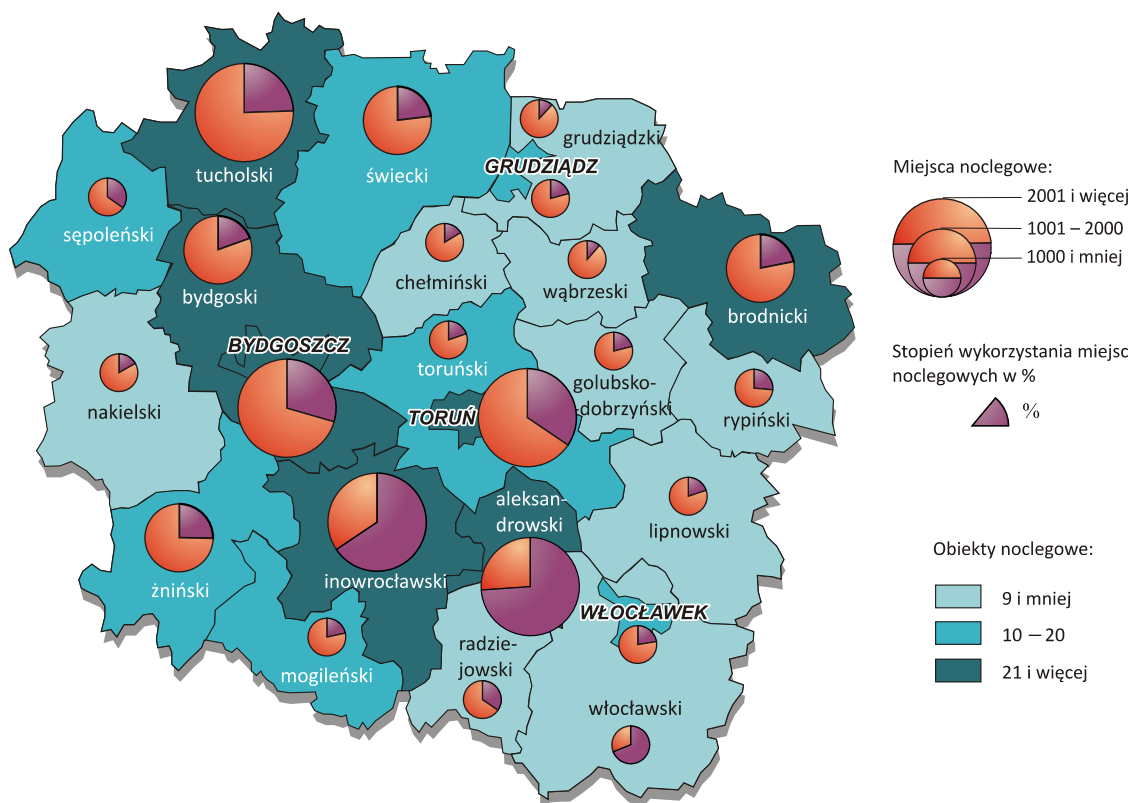 grudziądzki
GRUDZIĄDZ
tucholski
świecki
sępoleński
bydgoski
chełmiński
wąbrzeski
brodnicki
BYDGOSZCZ
toruński
golubsko-
-dobrzyński
nakielski
TORUŃ
rypiński
aleksan-
drowski
lipnowski
żniński
inowrocławski
WŁOCŁAWEK
mogileński
radzie-
jowski
włocławski
Miejsca noclegowe:
2001 i więcej
1001 – 2000
1000 i mniej
Stopień wykorzystania miejsc
noclegowych w %
%
Obiekty noclegowe:
9 i mniej
10 – 20
21 i więcej